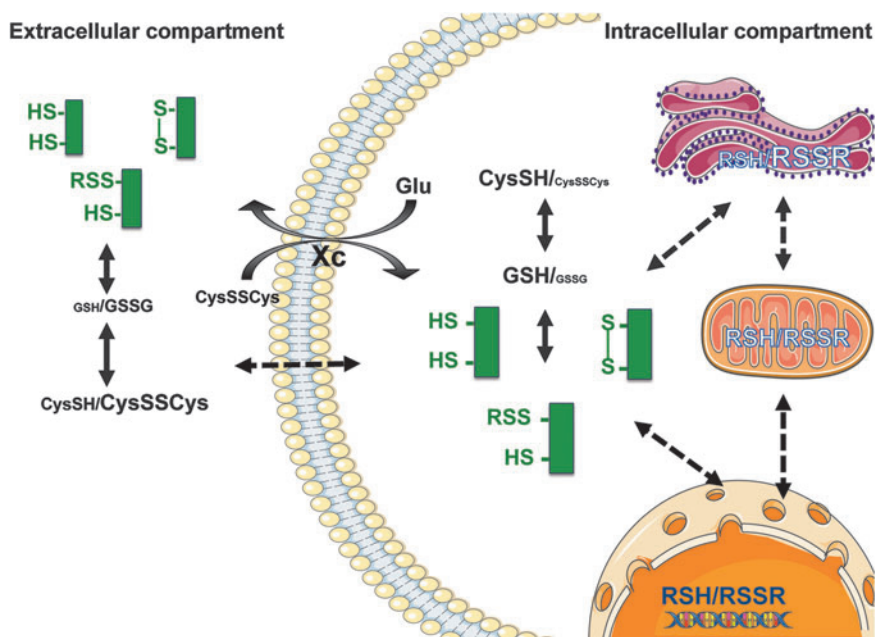 Extracellular compartment
Intracellular compartment
HS
HS
S
S
RSS
HS
GSH/GSSG
CysSH/CysSSCys
Glu
Xc
CysSSCys
CysSH/CysSSCys
GSH/GSSG
HS
HS
S
S
RSS
HS
RSH/RSSR
RSH/RSSR
RSH/RSSR